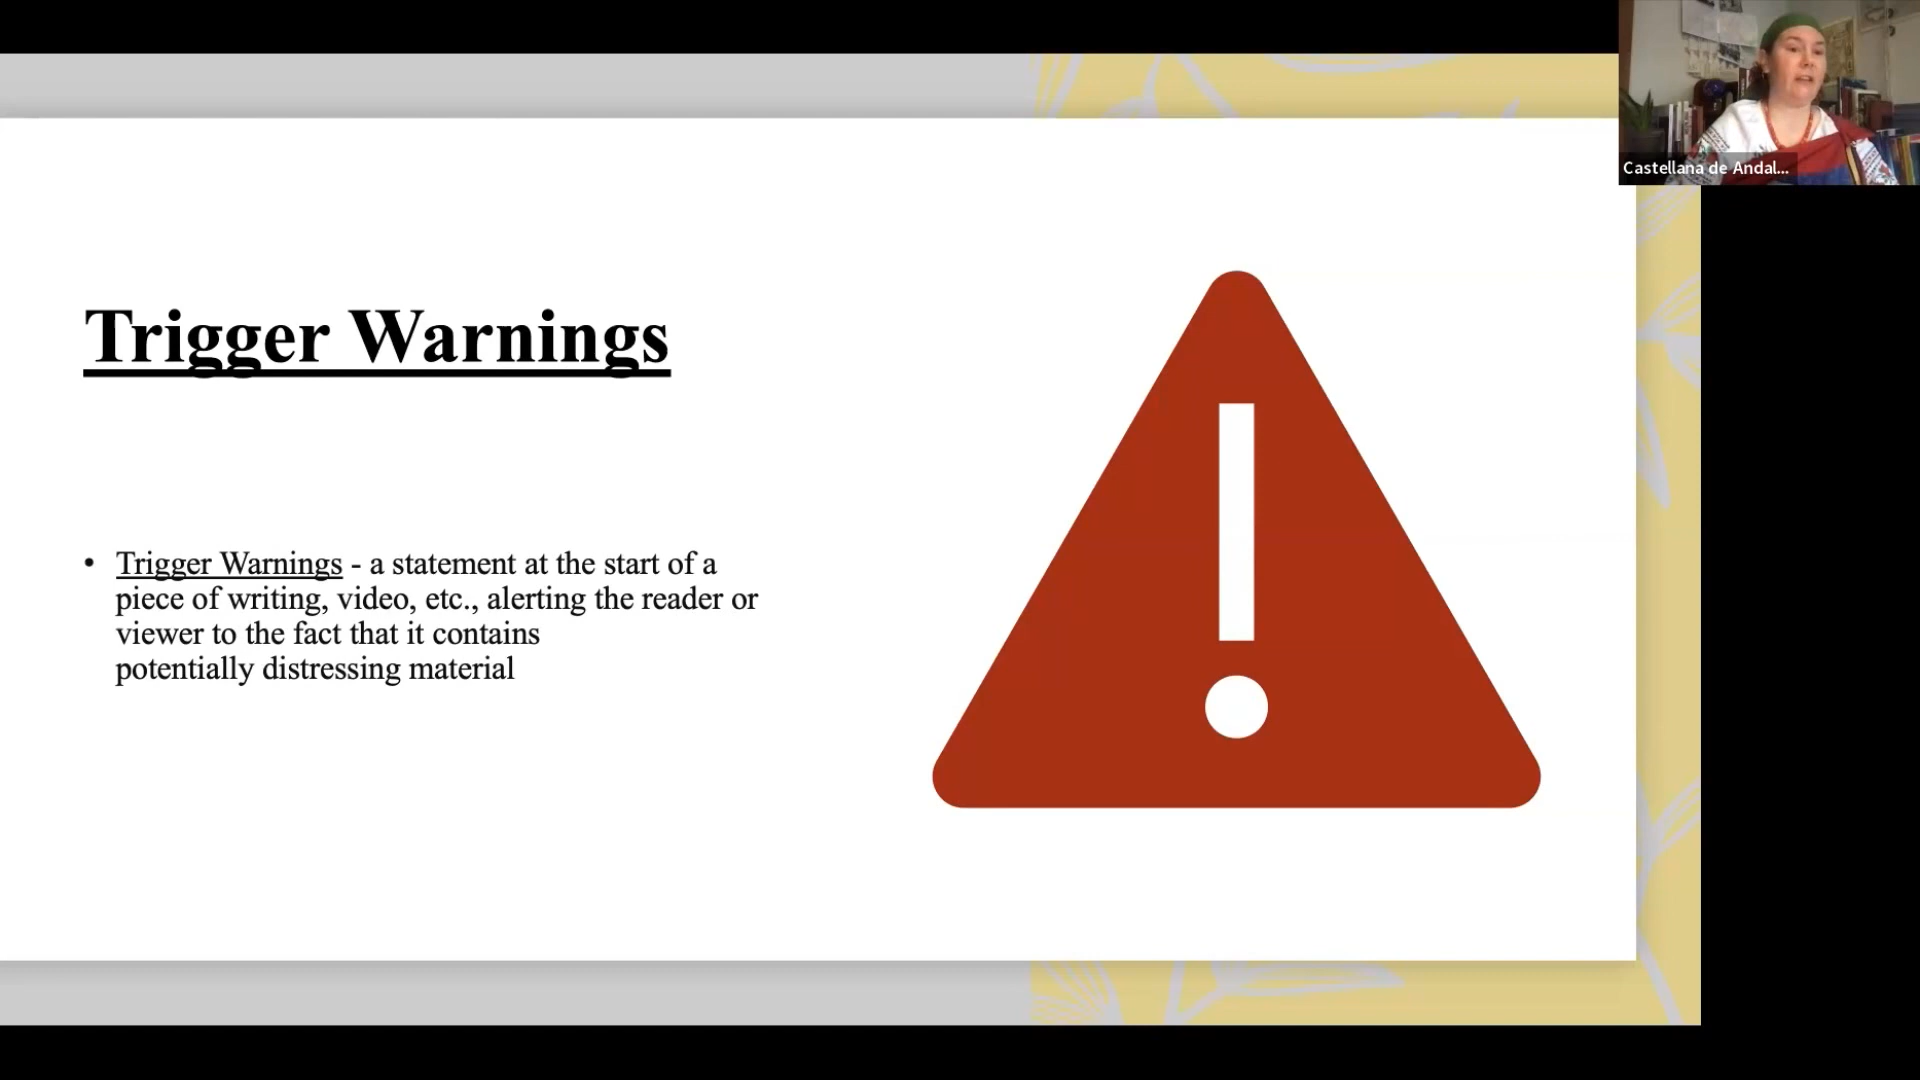 Castellana de Andal...
Trigger Warnings
• Trigger Warnings - a statement at the start of a
piece of writing, video, etc., alerting the reader or
viewer to the fact that it contains
potentially distressing material